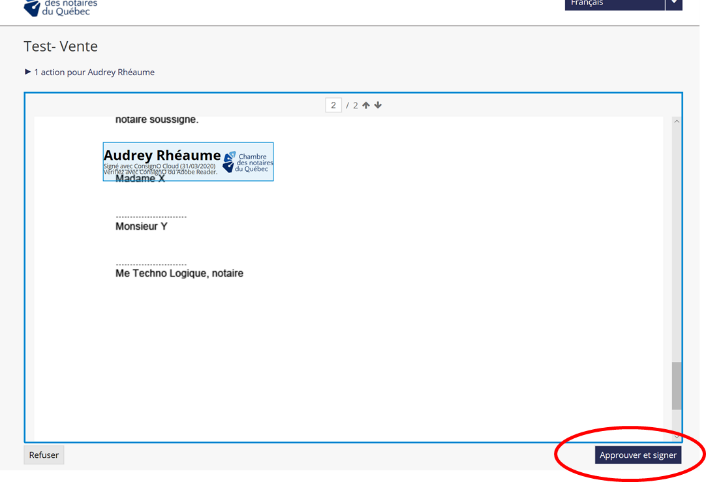 des notaires
du Québec
Français
Test- Vente
1 action pour Audrey Rhéaume
2 / 2
notaire soussigné.
Audrey Rhéaume
Signé avec ConsignO Cloud (31/03/2020)
Vérifiez avec ConsignO ou Adobe Reader.
Chambre
des notaires
du Québec
Madame X
Monsieur Y
Me Techno Logique, notaire
Refuser
Approuver et signer